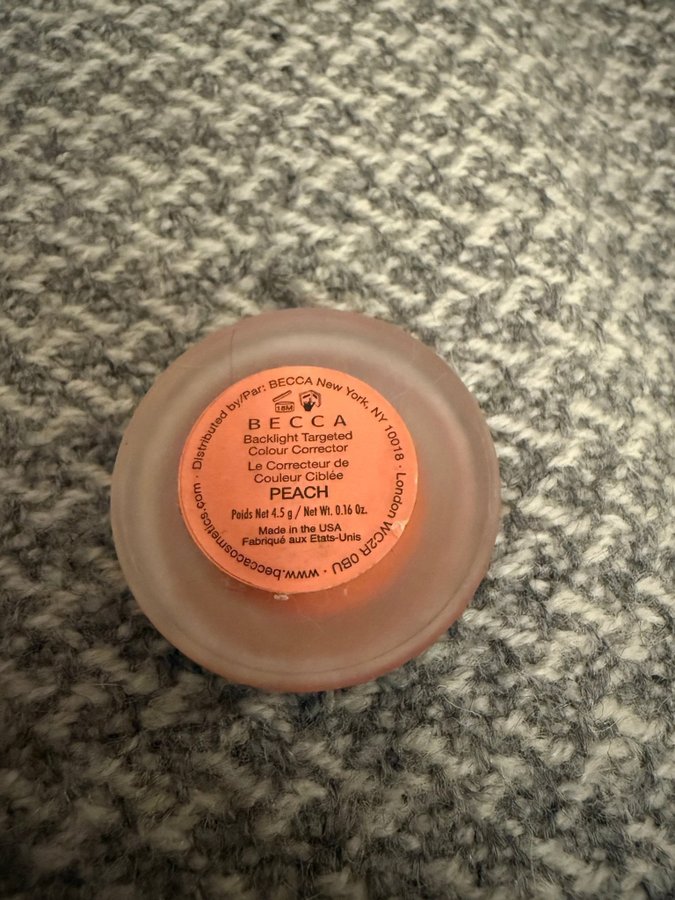 Distributed by/Par: BECCA New York, NY 10018 · London WC2R 0BU · www.beccacosmetics.com ·
18M
BECCA
Backlight Targeted
Colour Corrector
Le Correcteur de
Couleur Ciblée
PEACH
Poids Net 4.5 g / Net Wt. 0.16 Oz.
Made in the USA
Fabriqué aux Etats-Unis